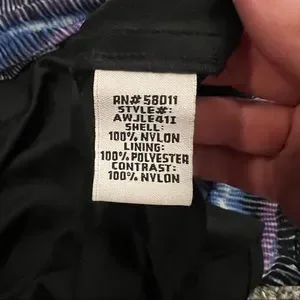 RN# 58011
STYLE#:
AWJLE41I
SHELL:
100% NYLON
LINING:
100% POLYESTER
CONTRAST:
100% NYLON